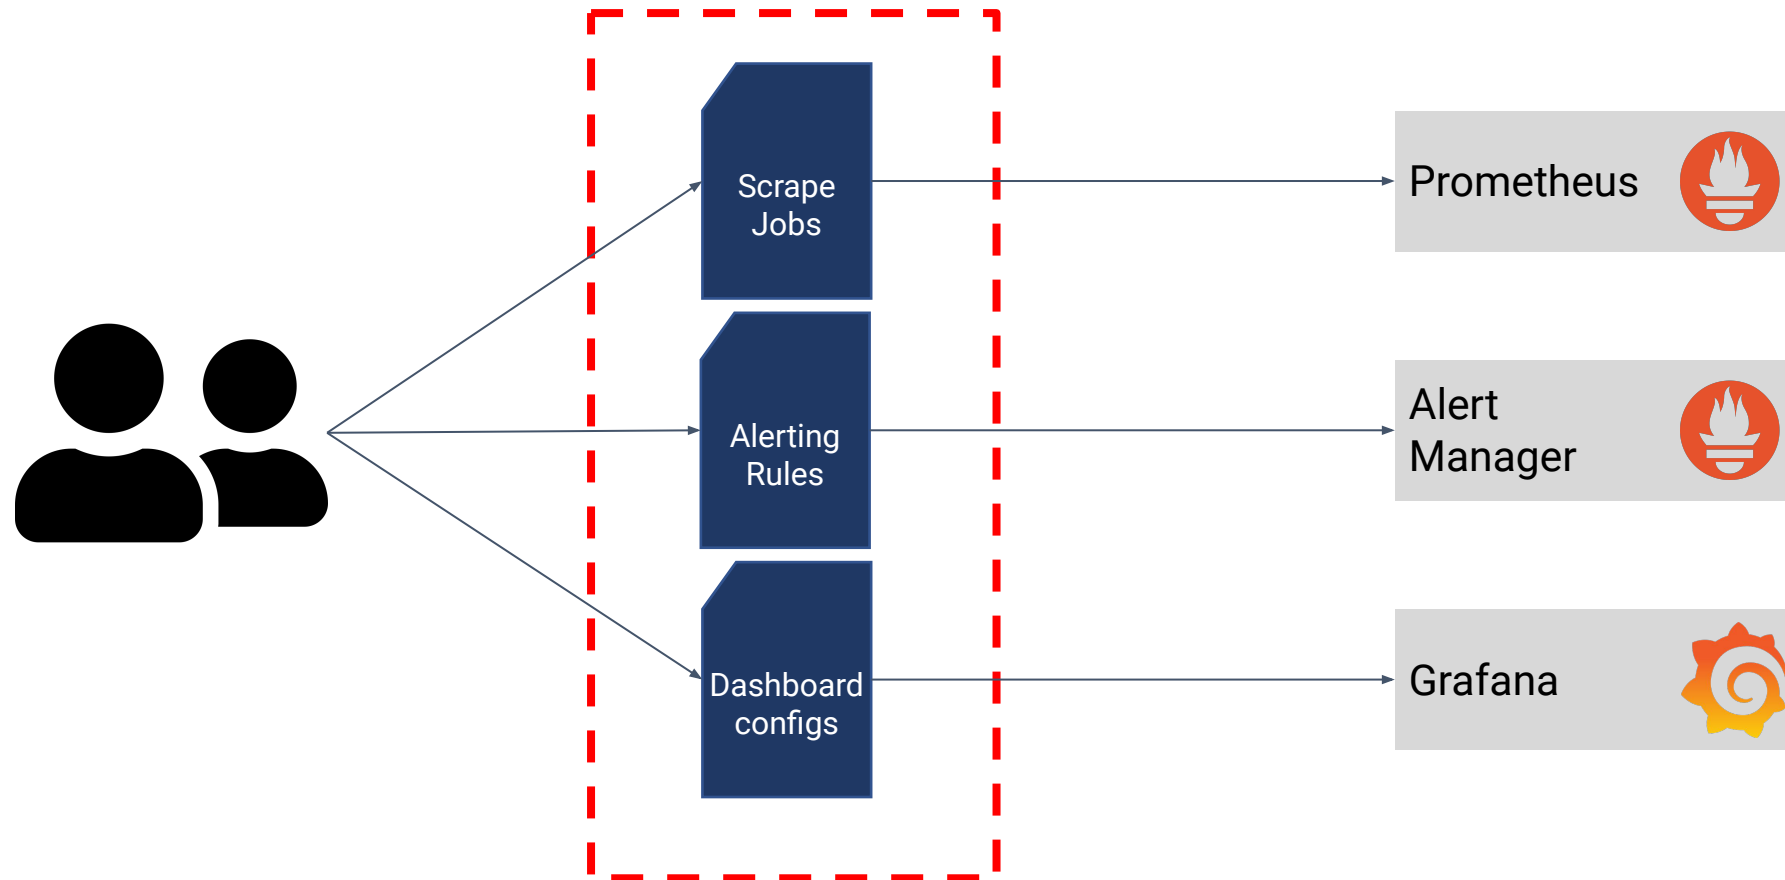 Scrape
Jobs
Prometheus
Alerting
Rules
Alert
Manager
Dashboard
configs
Grafana